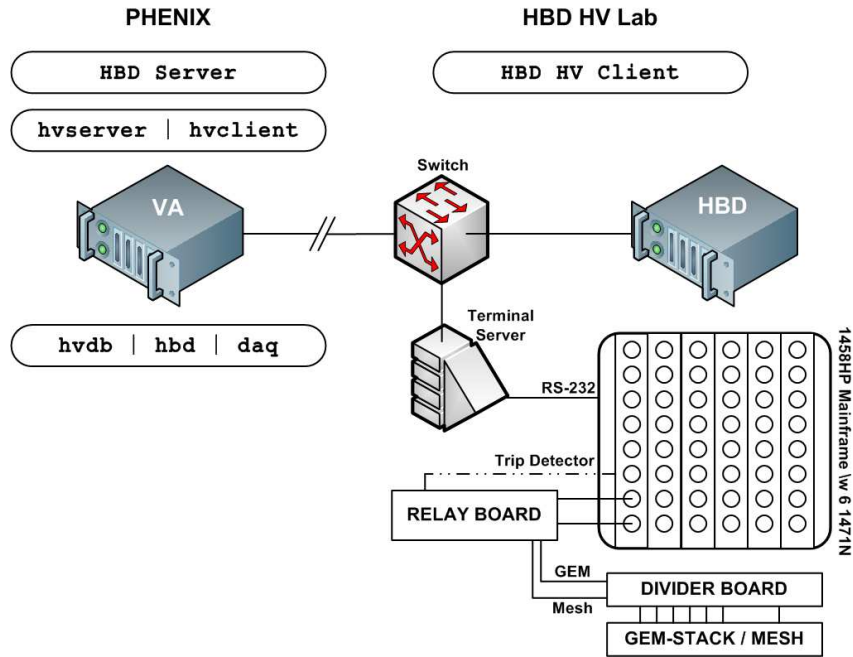 PHENIX
HBD HV Lab
HBD Server
HBD HV Client
hvserver | hvclient
Switch
VA
HBD
Terminal
Server
hvdb | hbd | daq
RS-232
1458HP Mainframe \w 6 1471N
Trip Detector
RELAY BOARD
GEM
Mesh
DIVIDER BOARD
GEM-STACK / MESH